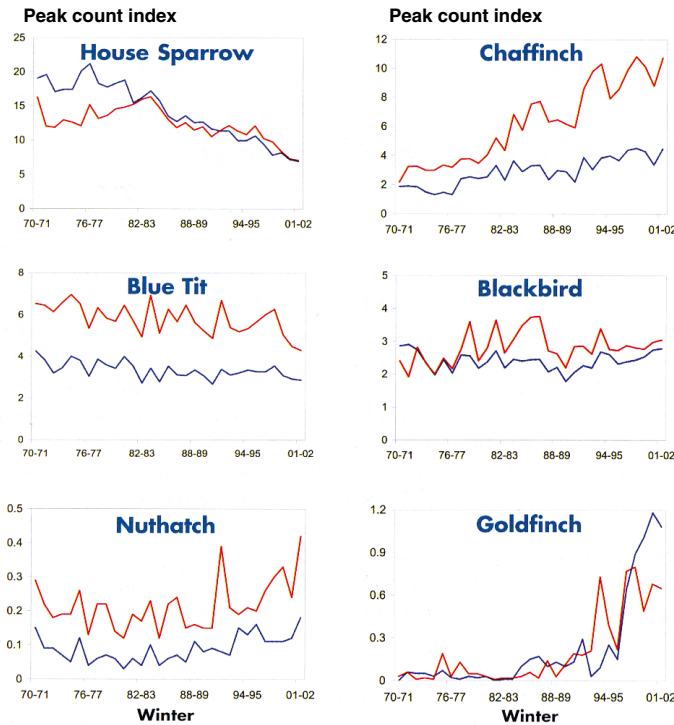 Peak count index
Peak count index
House Sparrow
25
20
15
10
5
0
70-71 76-77 82-83 88-89 94-95 01-02
Chaffinch
12
10
8
6
4
2
0
70-71 76-77 82-83 88-89 94-95 01-02
Blue Tit
8
6
4
2
0
70-71 76-77 82-83 88-89 94-95 01-02
Blackbird
5
4
3
2
1
0
70-71 76-77 82-83 88-89 94-95 01-02
Nuthatch
0.5
0.4
0.3
0.2
0.1
0
70-71 76-77 82-83 88-89 94-95 01-02
Winter
Goldfinch
1.2
0.9
0.6
0.3
0
70-71 76-77 82-83 88-89 94-95 01-02
Winter